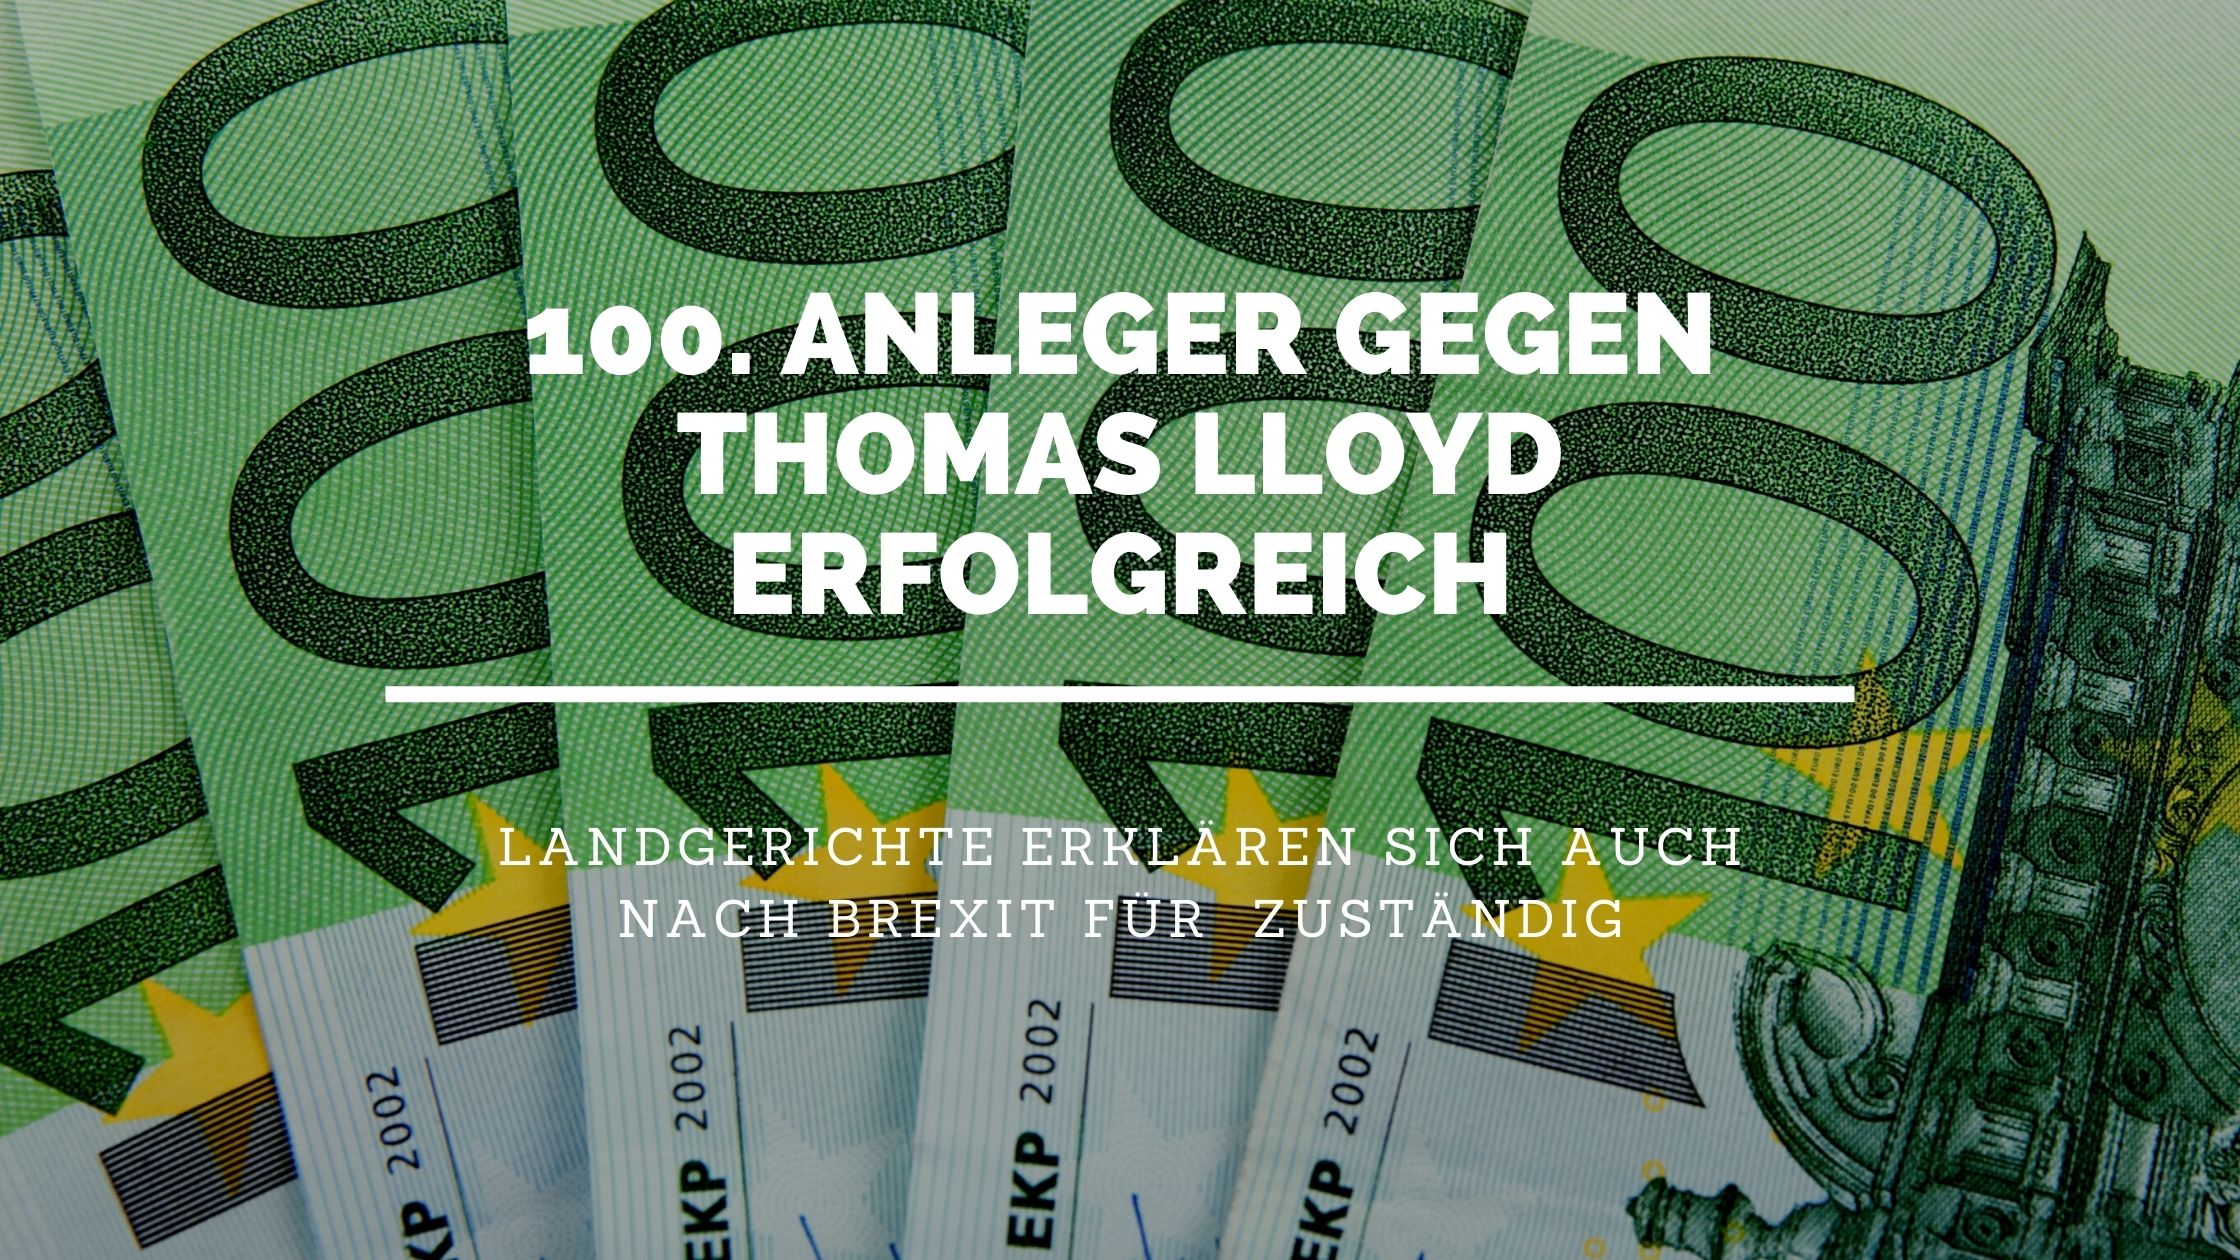 100. ANLEGER GEGEN
THOMAS LLOYD
ERFOLGREICH
LANDGERICHTE ERKLÄREN SICH AUCH
NACH BREXIT FÜR ZUSTÄNDIG
2002
KP
EKP 2002
EKP 2002
EKP 2002